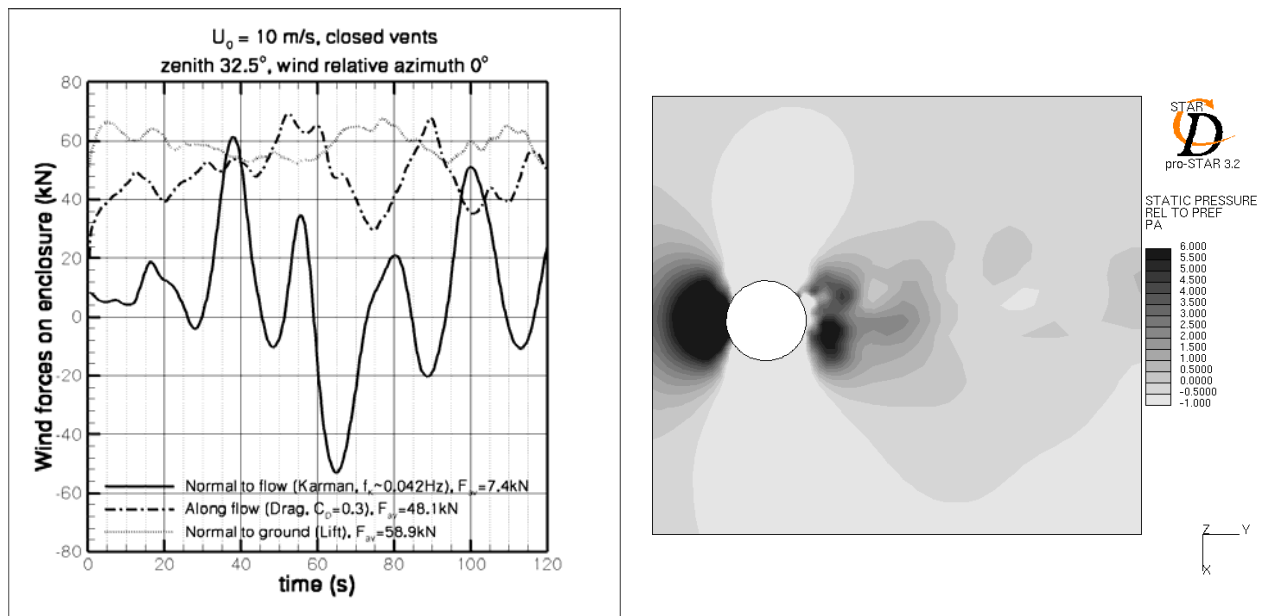 U₀ = 10 m/s, closed vents
zenith 32.5°, wind relative azimuth 0°
80
60
40
20
0
-20
-40
-60
-80
Wind forces on enclosure (kN)
Normal to flow (Karman, fₖ~0.042Hz), Fₐᵥ=7.4kN
Along flow (Drag, C_D=0.3), Fₐᵥ=48.1kN
Normal to ground (Lift), Fₐᵥ=58.9kN
0 20 40 60 80 100 120
time (s)
STAR
D
pro-STAR 3.2
STATIC PRESSURE
REL TO PREF
PA
6.000
5.500
5.000
4.500
4.000
3.500
3.000
2.500
2.000
1.500
1.000
0.5000
0.0000
-0.5000
-1.000
Z Y
X